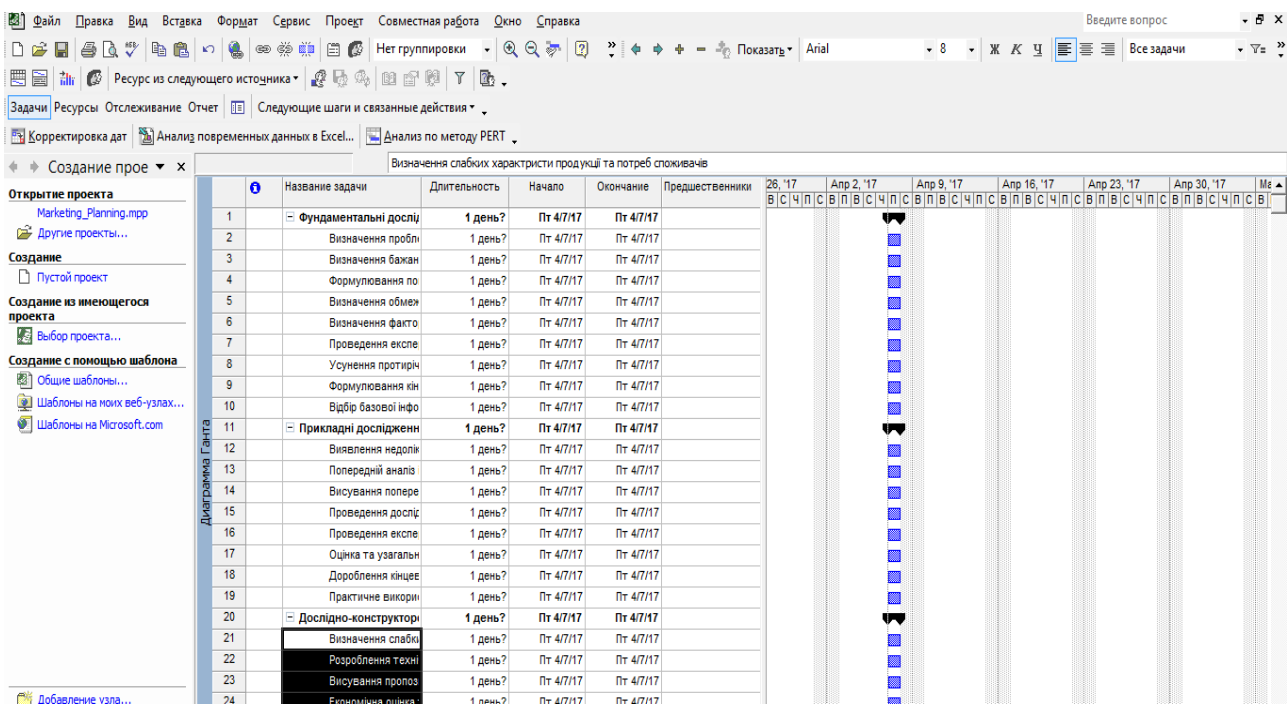 Файл Правка Вид Вставка Формат Сервис Проект Совместная работа Окно Справка Введите вопрос
Нет группировки Показать Arial 8 Ж К Ч Все задачи
Ресурс из следующего источника
Задачи Ресурсы Отслеживание Отчет Следующие шаги и связанные действия
Корректировка дат Анализ повременных данных в Excel... Анализ по методу PERT
Создание прое
Визначення слабких характристи продукції та потреб споживачів
Открытие проекта
Marketing_Planning.mpp
Другие проекты...
Создание
Пустой проект
Создание из имеющегося
проекта
Выбор проекта...
Создание с помощью шаблона
Общие шаблоны...
Шаблоны на моих веб-узлах...
Шаблоны на Microsoft.com
Добавление узла...
Диаграмма Ганта
Название задачи Длительность Начало Окончание Предшественники 26, '17 Апр 2, '17 Апр 9, '17 Апр 16, '17 Апр 23, '17 Апр 30, '17
В С Ч П С В П В С Ч П С В П В С Ч П С В П В С Ч П С В П В С Ч П С В П В С Ч П С В
1 Фундаментальні дослід 1 день? Пт 4/7/17 Пт 4/7/17
2 Визначення пробл 1 день? Пт 4/7/17 Пт 4/7/17
3 Визначення бажан 1 день? Пт 4/7/17 Пт 4/7/17
4 Формулювання по 1 день? Пт 4/7/17 Пт 4/7/17
5 Визначення обмеж 1 день? Пт 4/7/17 Пт 4/7/17
6 Визначення факто 1 день? Пт 4/7/17 Пт 4/7/17
7 Проведення експе 1 день? Пт 4/7/17 Пт 4/7/17
8 Усунення протиріч 1 день? Пт 4/7/17 Пт 4/7/17
9 Формулювання кін 1 день? Пт 4/7/17 Пт 4/7/17
10 Відбір базової інфо 1 день? Пт 4/7/17 Пт 4/7/17
11 Прикладні дослідженн 1 день? Пт 4/7/17 Пт 4/7/17
12 Виявлення недолік 1 день? Пт 4/7/17 Пт 4/7/17
13 Попередній аналіз 1 день? Пт 4/7/17 Пт 4/7/17
14 Висування попере 1 день? Пт 4/7/17 Пт 4/7/17
15 Проведення дослід 1 день? Пт 4/7/17 Пт 4/7/17
16 Проведення експе 1 день? Пт 4/7/17 Пт 4/7/17
17 Оцінка та узагальн 1 день? Пт 4/7/17 Пт 4/7/17
18 Дороблення кінцев 1 день? Пт 4/7/17 Пт 4/7/17
19 Практичне викори 1 день? Пт 4/7/17 Пт 4/7/17
20 Дослідно-конструктор 1 день? Пт 4/7/17 Пт 4/7/17
21 Визначення слабки 1 день? Пт 4/7/17 Пт 4/7/17
22 Розроблення техні 1 день? Пт 4/7/17 Пт 4/7/17
23 Висування пропоз 1 день? Пт 4/7/17 Пт 4/7/17
24 Економічна оцінка 1 день? Пт 4/7/17 Пт 4/7/17